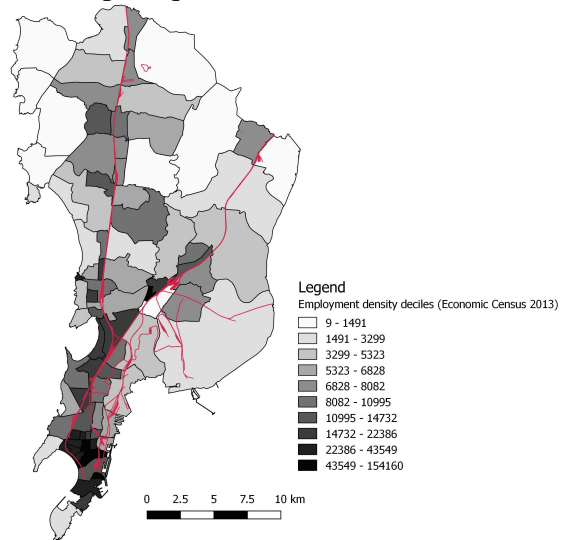 Legend
Employment density deciles (Economic Census 2013)
9 - 1491
1491 - 3299
3299 - 5323
5323 - 6828
6828 - 8082
8082 - 10995
10995 - 14732
14732 - 22386
22386 - 43549
43549 - 154160
0 2.5 5 7.5 10 km